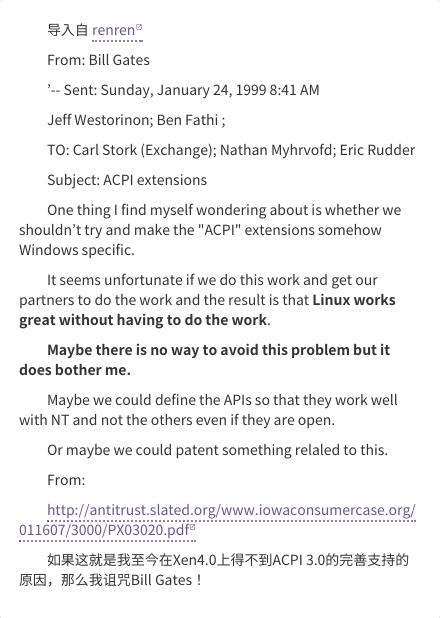 导入自 renren
From: Bill Gates
’-- Sent: Sunday, January 24, 1999 8:41 AM
Jeff Westorinon; Ben Fathi ;
TO: Carl Stork (Exchange); Nathan Myhrvofd; Eric Rudder
Subject: ACPI extensions
One thing I find myself wondering about is whether we
shouldn’t try and make the "ACPI" extensions somehow
Windows specific.
It seems unfortunate if we do this work and get our
partners to do the work and the result is that Linux works
great without having to do the work.
Maybe there is no way to avoid this problem but it
does bother me.
Maybe we could define the APIs so that they work well
with NT and not the others even if they are open.
Or maybe we could patent something relaled to this.
From:
http://antitrust.slated.org/www.iowaconsumercase.org/
011607/3000/PX03020.pdf
如果这就是我至今在Xen4.0上得不到ACPI 3.0的完善支持的
原因，那么我诅咒Bill Gates！